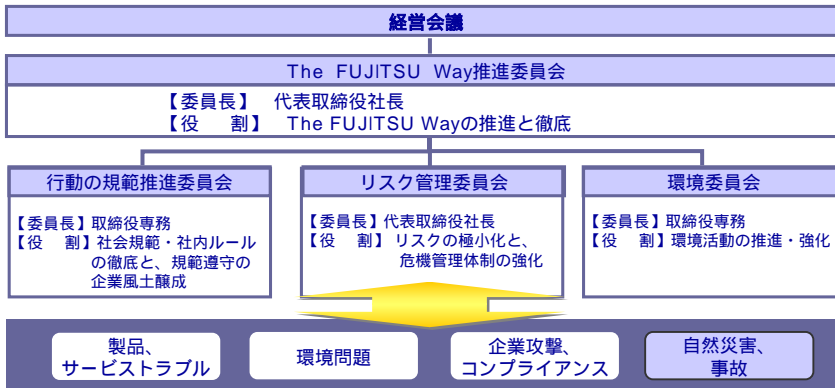 経営会議
The FUJITSU Way推進委員会
【委員長】 代表取締役社長
【役 割】 The FUJITSU Wayの推進と徹底
行動の規範推進委員会
【委員長】取締役専務
【役 割】社会規範・社内ルール
の徹底と、規範遵守の
企業風土醸成
リスク管理委員会
【委員長】代表取締役社長
【役 割】リスクの極小化と、
危機管理体制の強化
環境委員会
【委員長】取締役専務
【役 割】環境活動の推進・強化
製品、
サービストラブル
環境問題
企業攻撃、
コンプライアンス
自然災害、
事故